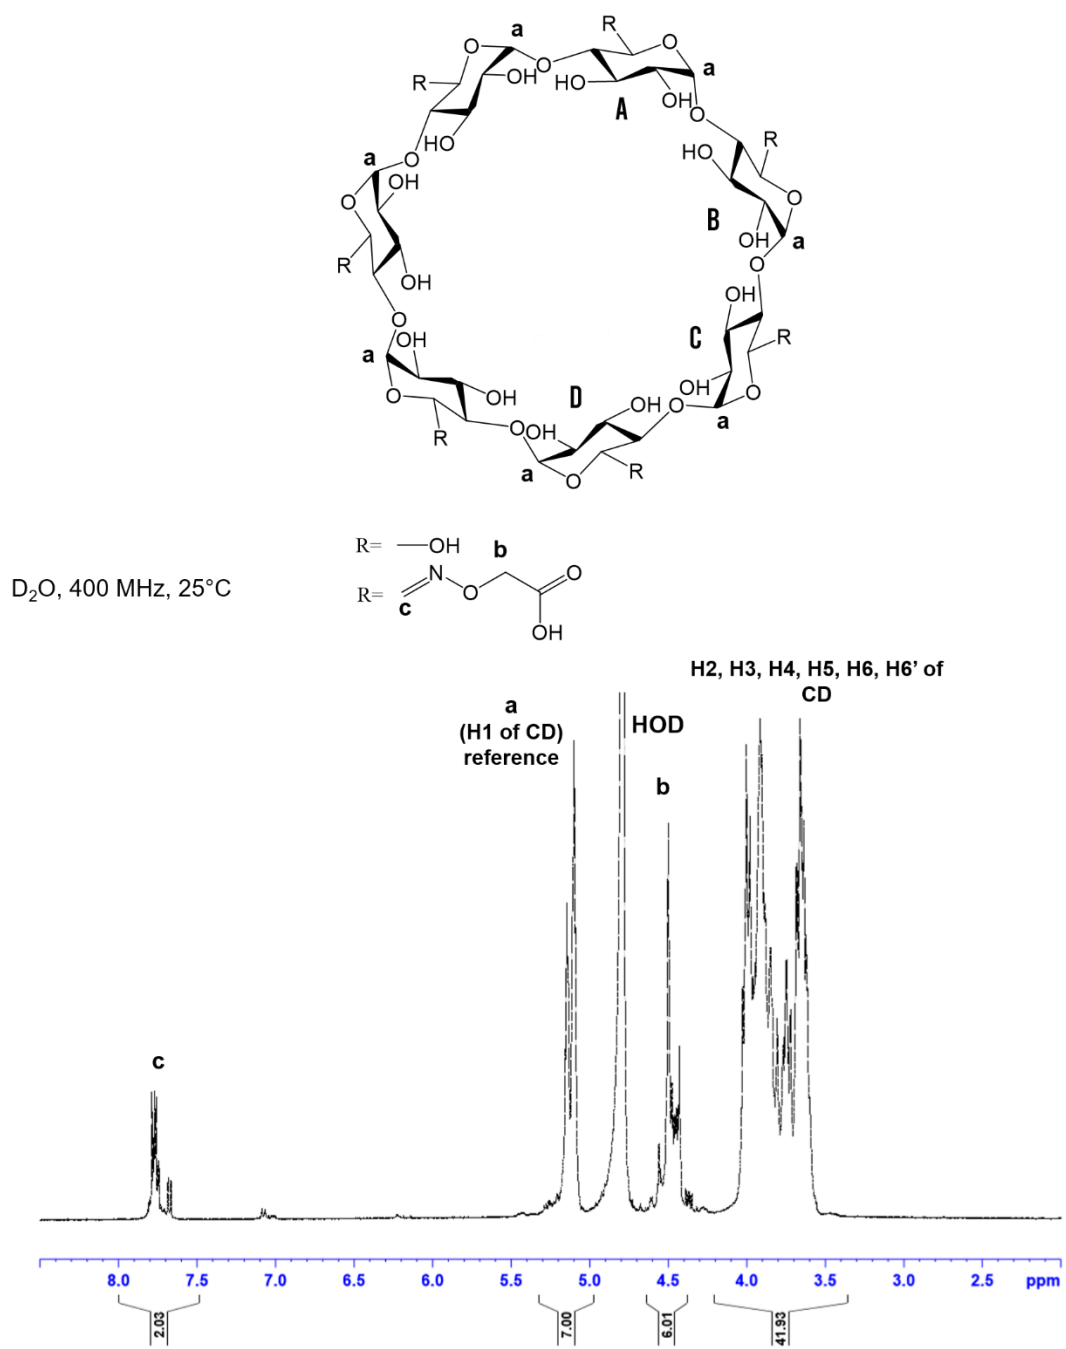 a
R
O
a
O
R
OH
O
HO
A
OH
a
R
HO
O
O
R
HO
B
a
OH
O
O
OH
O
a
OH
R
OH
C
R
O
OH
OH
O
a
O
OH
D
OH
O
OH
O
R
a
O
R
a
R= —OH
b
D2O, 400 MHz, 25°C
R=
N
O
O
c
OH
H2, H3, H4, H5, H6, H6’ of
CD
a
(H1 of CD)
reference
HOD
b
c
8.0 7.5 7.0 6.5 6.0 5.5 5.0 4.5 4.0 3.5 3.0 2.5 ppm
2.03 7.00 6.01 41.93